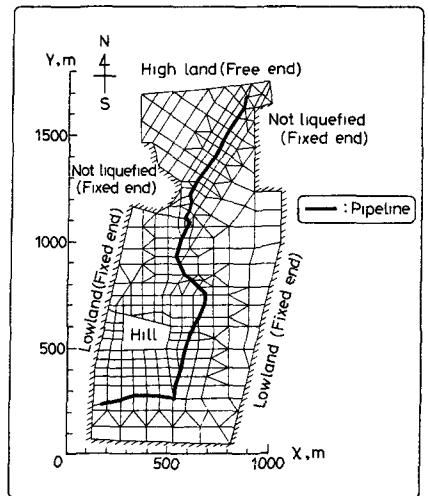 N
S
Y,m
High land (Free end)
1500
Not liquefied
(Fixed end)
Not liquefied
(Fixed end)
: Pipeline
1000
Lowland (Fixed end)
Lowland (Fixed end)
Hill
500
0
0
500
1000
X,m